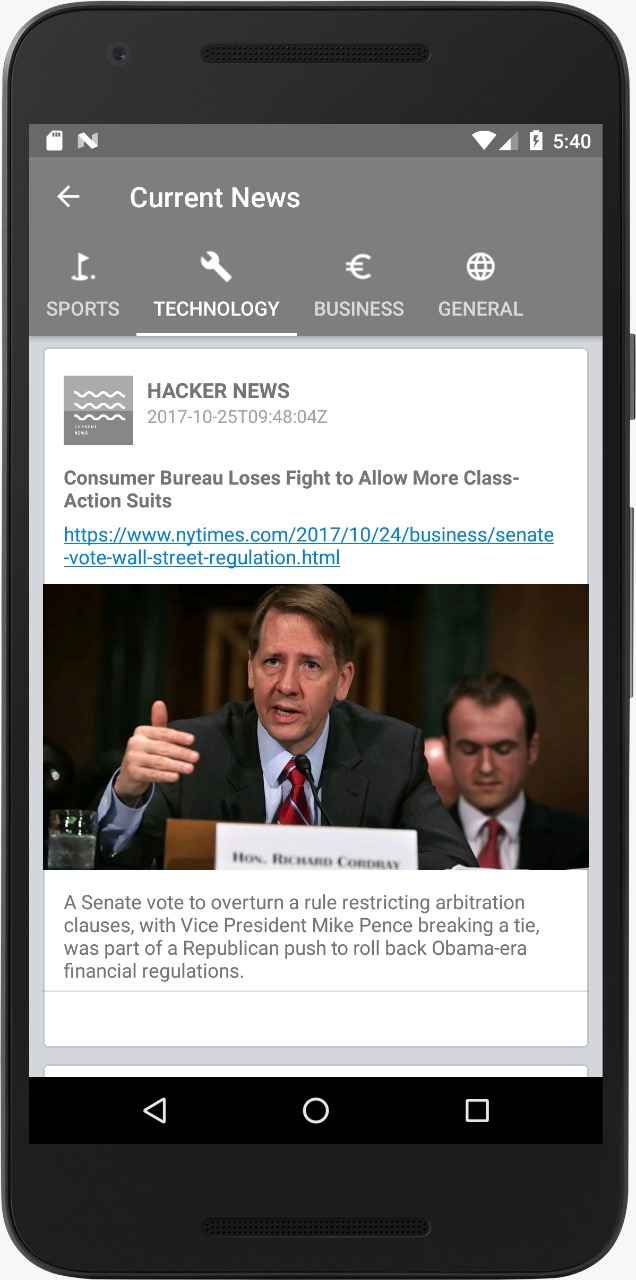 5:40
Current News
SPORTS
TECHNOLOGY
BUSINESS
GENERAL
HACKER NEWS
2017-10-25T09:48:04Z
CURRENT
NEWS
Consumer Bureau Loses Fight to Allow More Class-
Action Suits
https://www.nytimes.com/2017/10/24/business/senate
-vote-wall-street-regulation.html
HON. RICHARD CORDRAY
A Senate vote to overturn a rule restricting arbitration
clauses, with Vice President Mike Pence breaking a tie,
was part of a Republican push to roll back Obama-era
financial regulations.